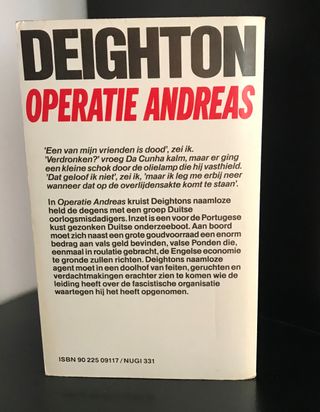 DEIGHTON
OPERATIE ANDREAS
'Een van mijn vrienden is dood', zei ik.
'Verdronken?' vroeg Da Cunha kalm, maar er ging
een kleine schok door de olielamp die hij vasthield.
'Dat geloof ik niet', zei ik, 'maar ik leg me erbij neer
wanneer dat op de overlijdensakte komt te staan'.
In Operatie Andreas kruist Deightons naamloze
held de degens met een groep Duitse
oorlogsmisdadigers. Inzet is een voor de Portugese
kust gezonken Duitse onderzeeboot. Aan boord
moet zich naast een grote goudvoorraad een enorm
bedrag aan vals geld bevinden, valse Ponden die,
eenmaal in roulatie gebracht, de Engelse economie
te gronde zullen richten. Deightons naamloze
agent moet in een doolhof van feiten, geruchten en
verdachtmakingen erachter zien te komen wie de
leiding heeft over de fascistische organisatie
waartegen hij het heeft opgenomen.
ISBN 90 225 0911 7 / NUGI 331